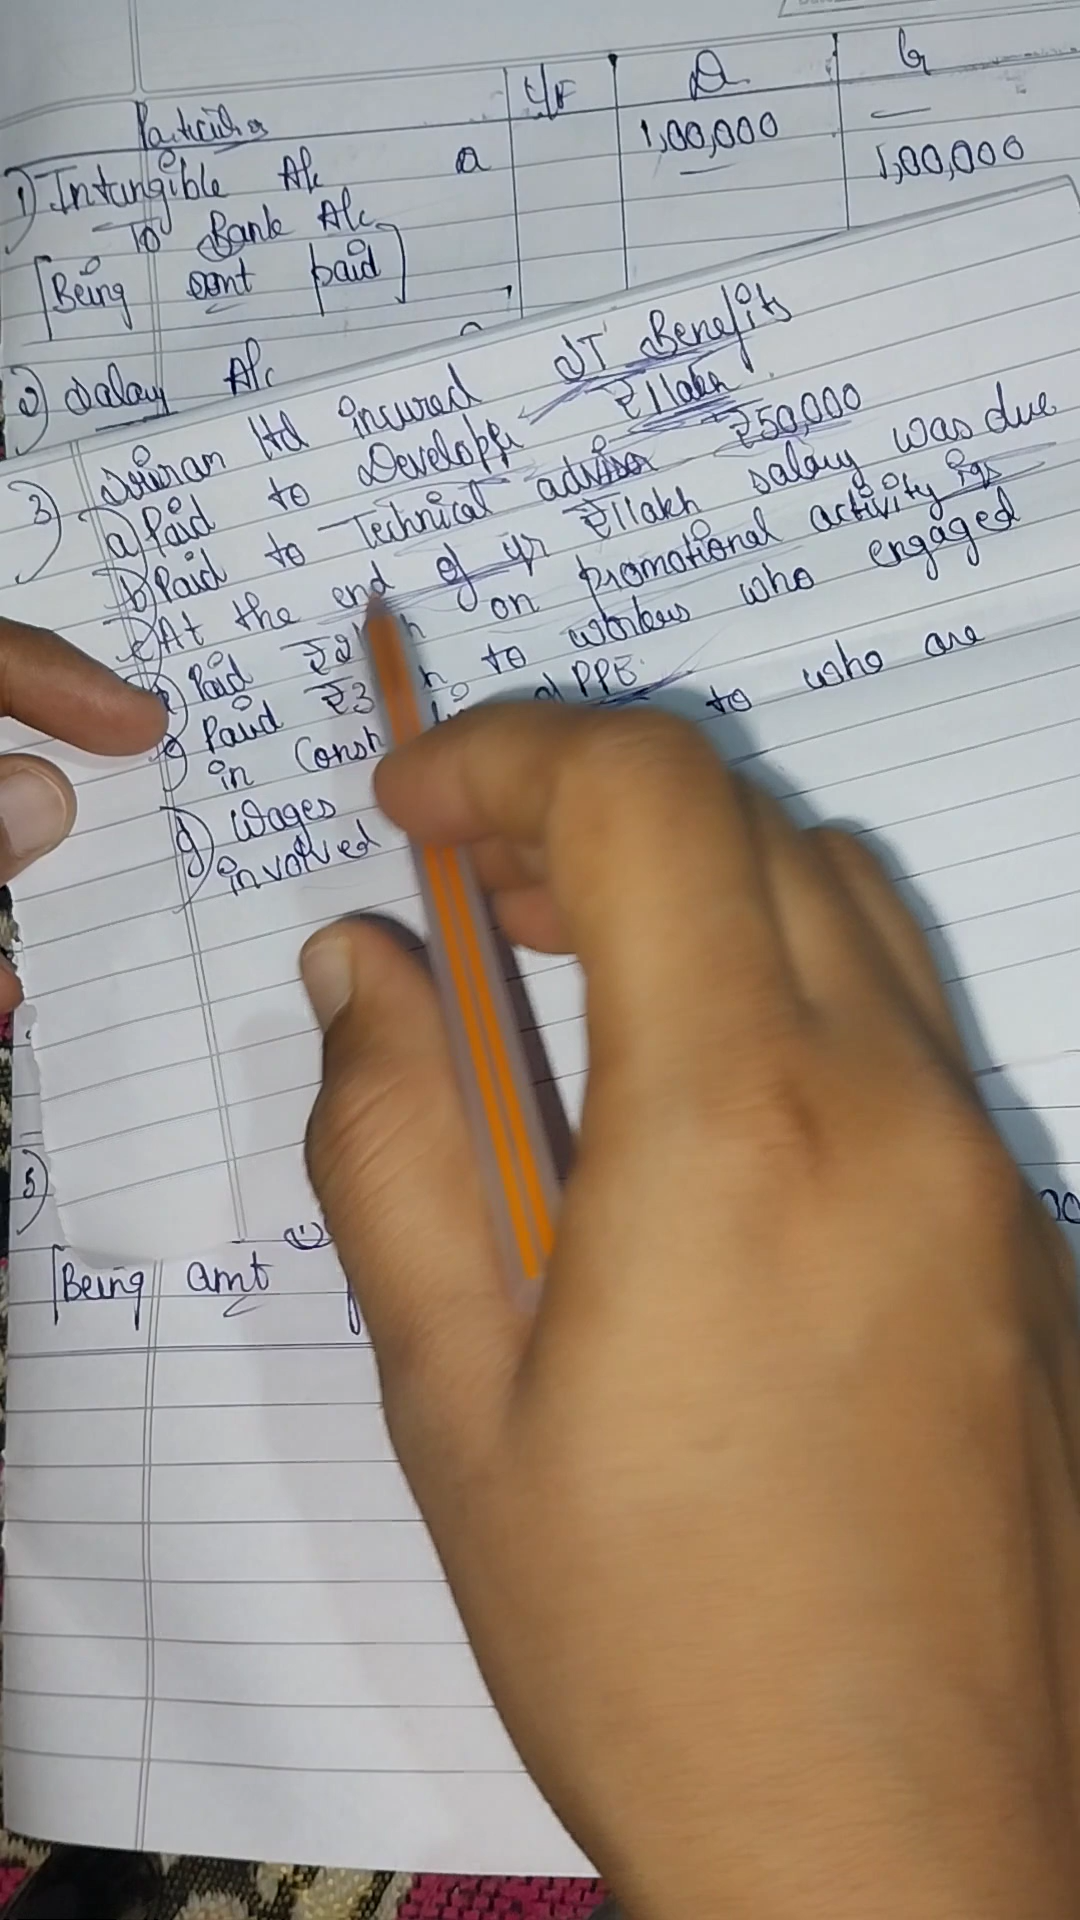 Particulars L/F Dr Cr
1) Intangible A/c Dr 1,00,000 —
To Bank A/c 1,00,000
[Being amt paid]
2) Salary A/c
3) Ltd incured ST Benefits
a) Paid to Developer ₹1lakh
b) Paid to Technical advisor ₹50,000
c) At the end of yr ₹1lakh salary was due
Paid ₹2 on promotional activity
e) Paid ₹3 to workers who engaged
in Const PPE
g) Wages to who are
involved
5)
[Being amt